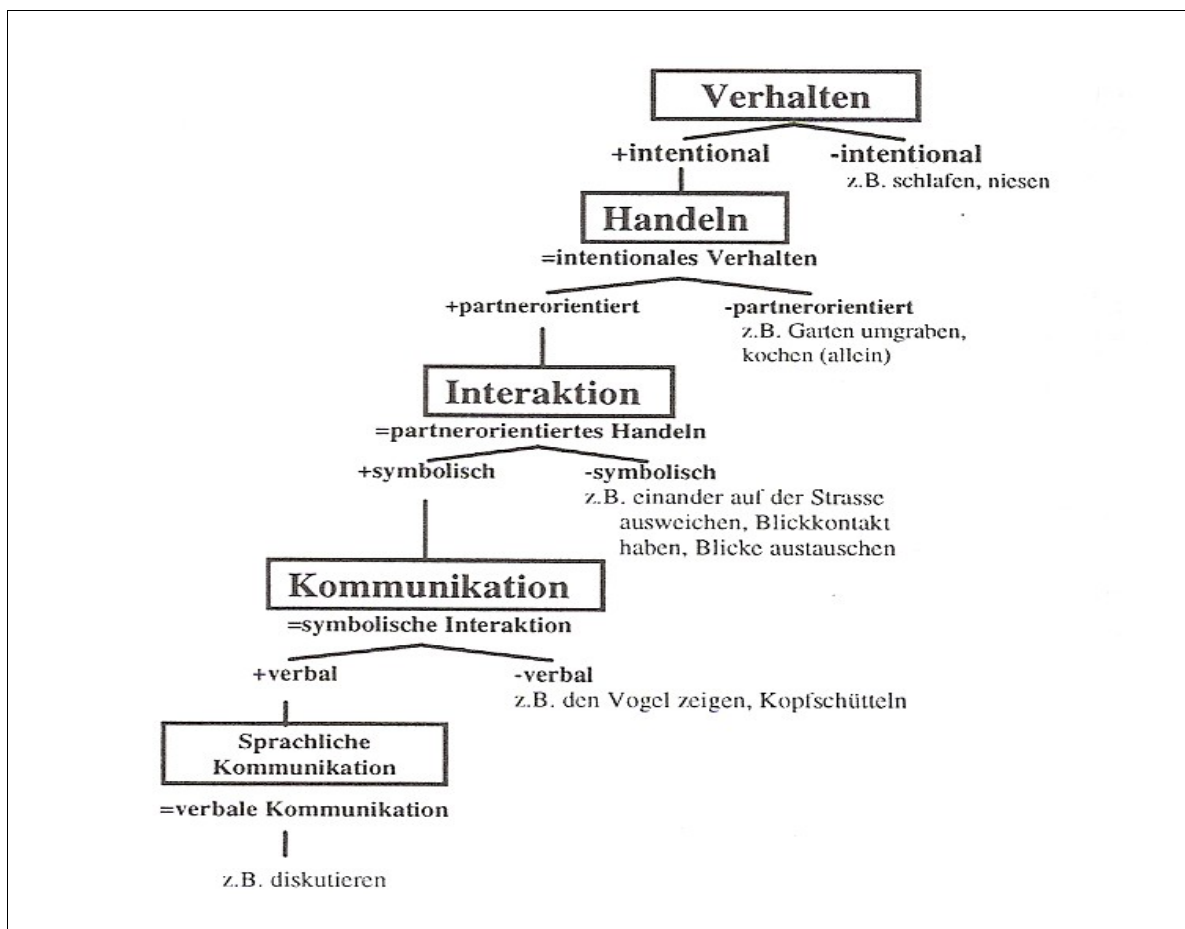 Verhalten
+intentional
-intentional
z.B. schlafen, niesen
Handeln
=intentionales Verhalten
+partnerorientiert
-partnerorientiert
z.B. Garten umgraben,
kochen (allein)
Interaktion
=partnerorientiertes Handeln
+symbolisch
-symbolisch
z.B. einander auf der Strasse
ausweichen, Blickkontakt
haben, Blicke austauschen
Kommunikation
=symbolische Interaktion
+verbal
-verbal
z.B. den Vogel zeigen, Kopfschütteln
Sprachliche
Kommunikation
=verbale Kommunikation
z.B. diskutieren